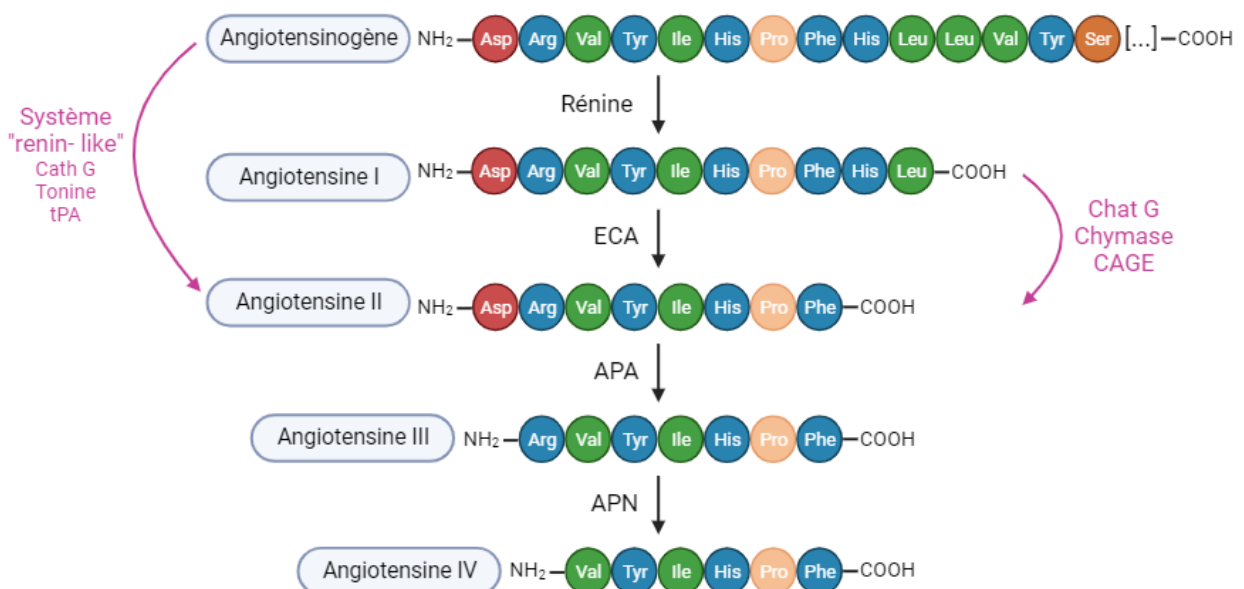 Angiotensinogène NH₂ Asp Arg Val Tyr Ile His Pro Phe His Leu Leu Val Tyr Ser [...] COOH
Système
"renin- like"
Cath G
Tonine
tPA
Rénine
Angiotensine I NH₂ Asp Arg Val Tyr Ile His Pro Phe His Leu COOH
ECA
Chat G
Chymase
CAGE
Angiotensine II NH₂ Asp Arg Val Tyr Ile His Pro Phe COOH
APA
Angiotensine III NH₂ Arg Val Tyr Ile His Pro Phe COOH
APN
Angiotensine IV NH₂ Val Tyr Ile His Pro Phe COOH